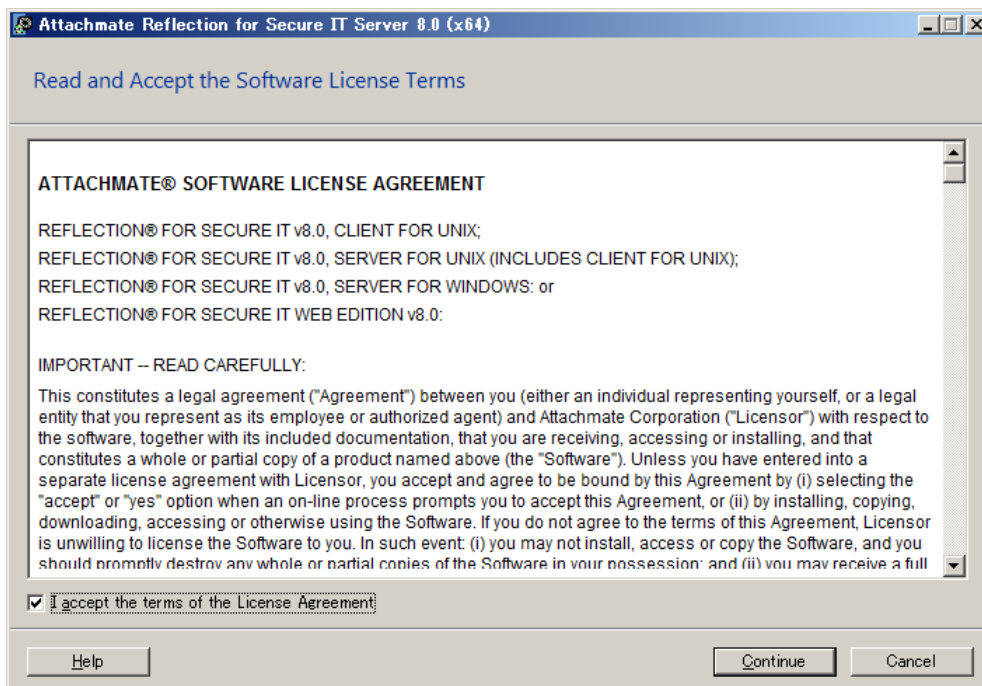 Attachmate Reflection for Secure IT Server 8.0 (x64)
Read and Accept the Software License Terms
ATTACHMATE® SOFTWARE LICENSE AGREEMENT
REFLECTION® FOR SECURE IT v8.0, CLIENT FOR UNIX;
REFLECTION® FOR SECURE IT v8.0, SERVER FOR UNIX (INCLUDES CLIENT FOR UNIX);
REFLECTION® FOR SECURE IT v8.0, SERVER FOR WINDOWS: or
REFLECTION® FOR SECURE IT WEB EDITION v8.0:
IMPORTANT -- READ CAREFULLY:
This constitutes a legal agreement ("Agreement") between you (either an individual representing yourself, or a legal
entity that you represent as its employee or authorized agent) and Attachmate Corporation ("Licensor") with respect to
the software, together with its included documentation, that you are receiving, accessing or installing, and that
constitutes a whole or partial copy of a product named above (the "Software"). Unless you have entered into a
separate license agreement with Licensor, you accept and agree to be bound by this Agreement by (i) selecting the
"accept" or "yes" option when an on-line process prompts you to accept this Agreement, or (ii) by installing, copying,
downloading, accessing or otherwise using the Software. If you do not agree to the terms of this Agreement, Licensor
is unwilling to license the Software to you. In such event: (i) you may not install, access or copy the Software, and you
should promptly destroy any whole or partial copies of the Software in your possession; and (ii) you may receive a full
I accept the terms of the License Agreement
Help
Continue
Cancel